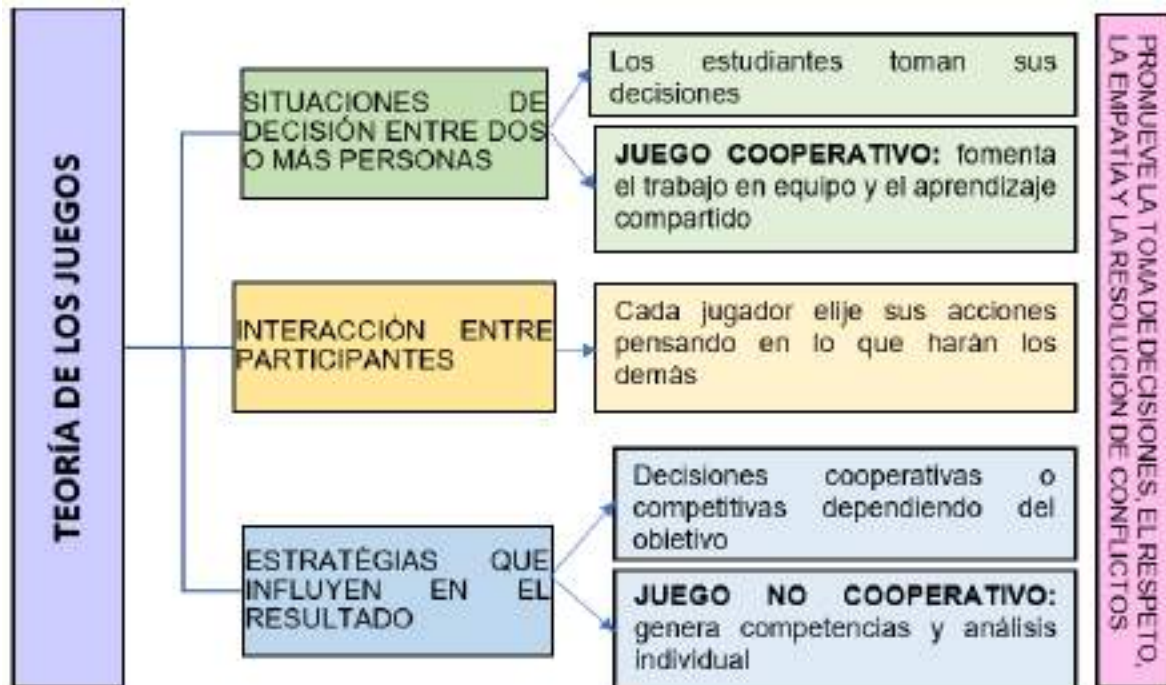 TEORÍA DE LOS JUEGOS
SITUACIONES DE
DECISIÓN ENTRE DOS
O MÁS PERSONAS
Los estudiantes toman sus
decisiones
JUEGO COOPERATIVO: fomenta
el trabajo en equipo y el aprendizaje
compartido
INTERACCIÓN ENTRE
PARTICIPANTES
Cada jugador elije sus acciones
pensando en lo que harán los
demás
ESTRATÉGIAS QUE
INFLUYEN EN EL
RESULTADO
Decisiones cooperativas o
competitivas dependiendo del
objetivo
JUEGO NO COOPERATIVO:
genera competencias y análisis
individual
PROMUEVE LA TOMA DE DECISIONES, EL RESPETO,
LA EMPATÍA Y LA RESOLUCIÓN DE CONFLICTOS